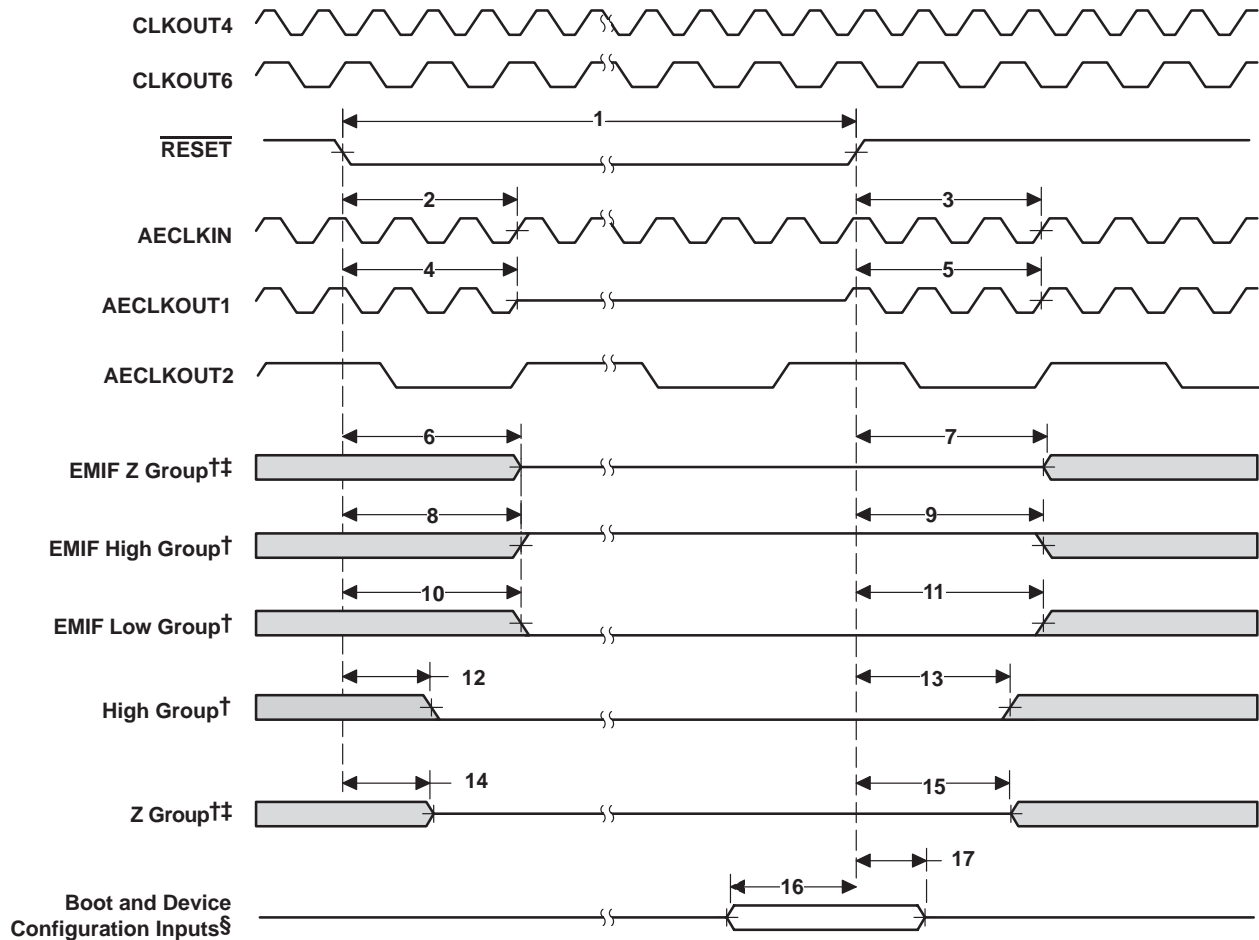 CLKOUT4
CLKOUT6
1
RESET
2
3
AECLKIN
4
5
AECLKOUT1
AECLKOUT2
6
7
EMIF Z Group†‡
8
9
EMIF High Group†
10
11
EMIF Low Group†
12
13
High Group†
14
15
Z Group†‡
17
16
Boot and Device
Configuration Inputs§